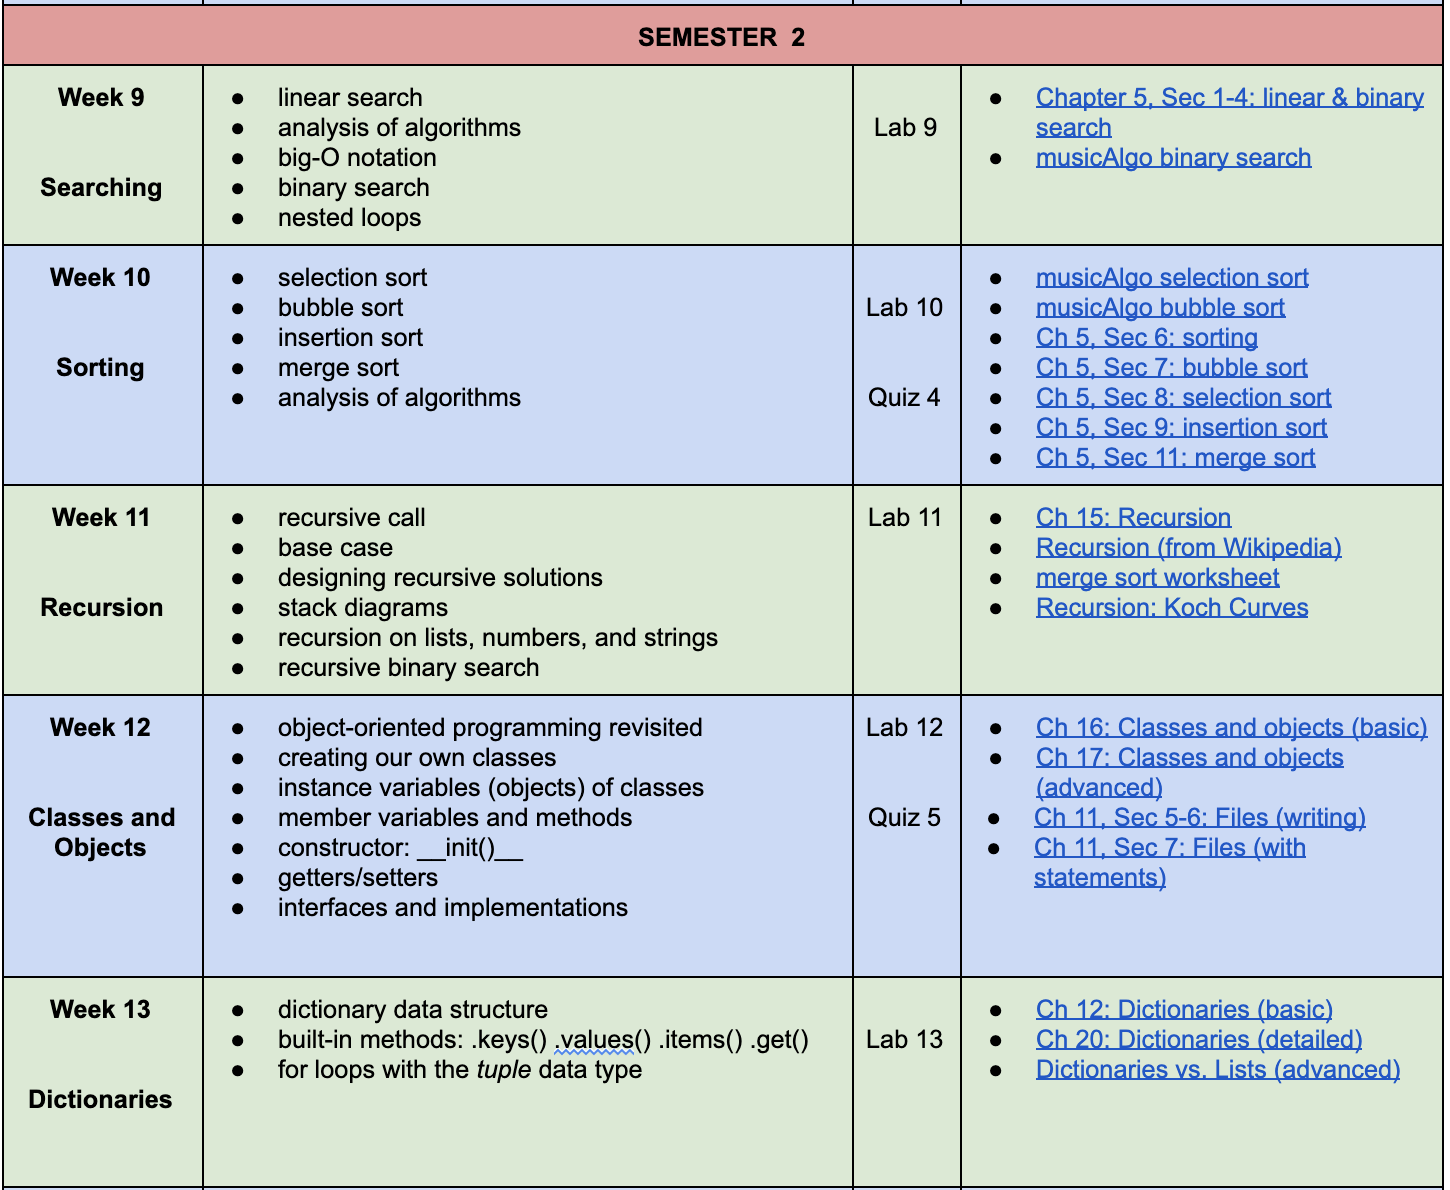 SEMESTER 2
Week 9
Searching
linear search
analysis of algorithms
big-O notation
binary search
nested loops
Lab 9
Chapter 5, Sec 1-4: linear & binary
search
musicAlgo binary search
Week 10
Sorting
selection sort
bubble sort
insertion sort
merge sort
analysis of algorithms
Lab 10
Quiz 4
musicAlgo selection sort
musicAlgo bubble sort
Ch 5, Sec 6: sorting
Ch 5, Sec 7: bubble sort
Ch 5, Sec 8: selection sort
Ch 5, Sec 9: insertion sort
Ch 5, Sec 11: merge sort
Week 11
Recursion
recursive call
base case
designing recursive solutions
stack diagrams
recursion on lists, numbers, and strings
recursive binary search
Lab 11
Ch 15: Recursion
Recursion (from Wikipedia)
merge sort worksheet
Recursion: Koch Curves
Week 12
Classes and
Objects
object-oriented programming revisited
creating our own classes
instance variables (objects) of classes
member variables and methods
constructor: __init()__
getters/setters
interfaces and implementations
Lab 12
Quiz 5
Ch 16: Classes and objects (basic)
Ch 17: Classes and objects
(advanced)
Ch 11, Sec 5-6: Files (writing)
Ch 11, Sec 7: Files (with
statements)
Week 13
Dictionaries
dictionary data structure
built-in methods: .keys() .values() .items() .get()
for loops with the tuple data type
Lab 13
Ch 12: Dictionaries (basic)
Ch 20: Dictionaries (detailed)
Dictionaries vs. Lists (advanced)